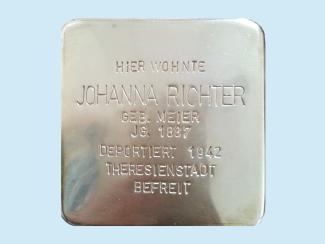 HIER WOHNTE
JOHANNA RICHTER
GEB. MEIER
JG. 1887
DEPORTIERT 1942
THERESIENSTADT
BEFREIT